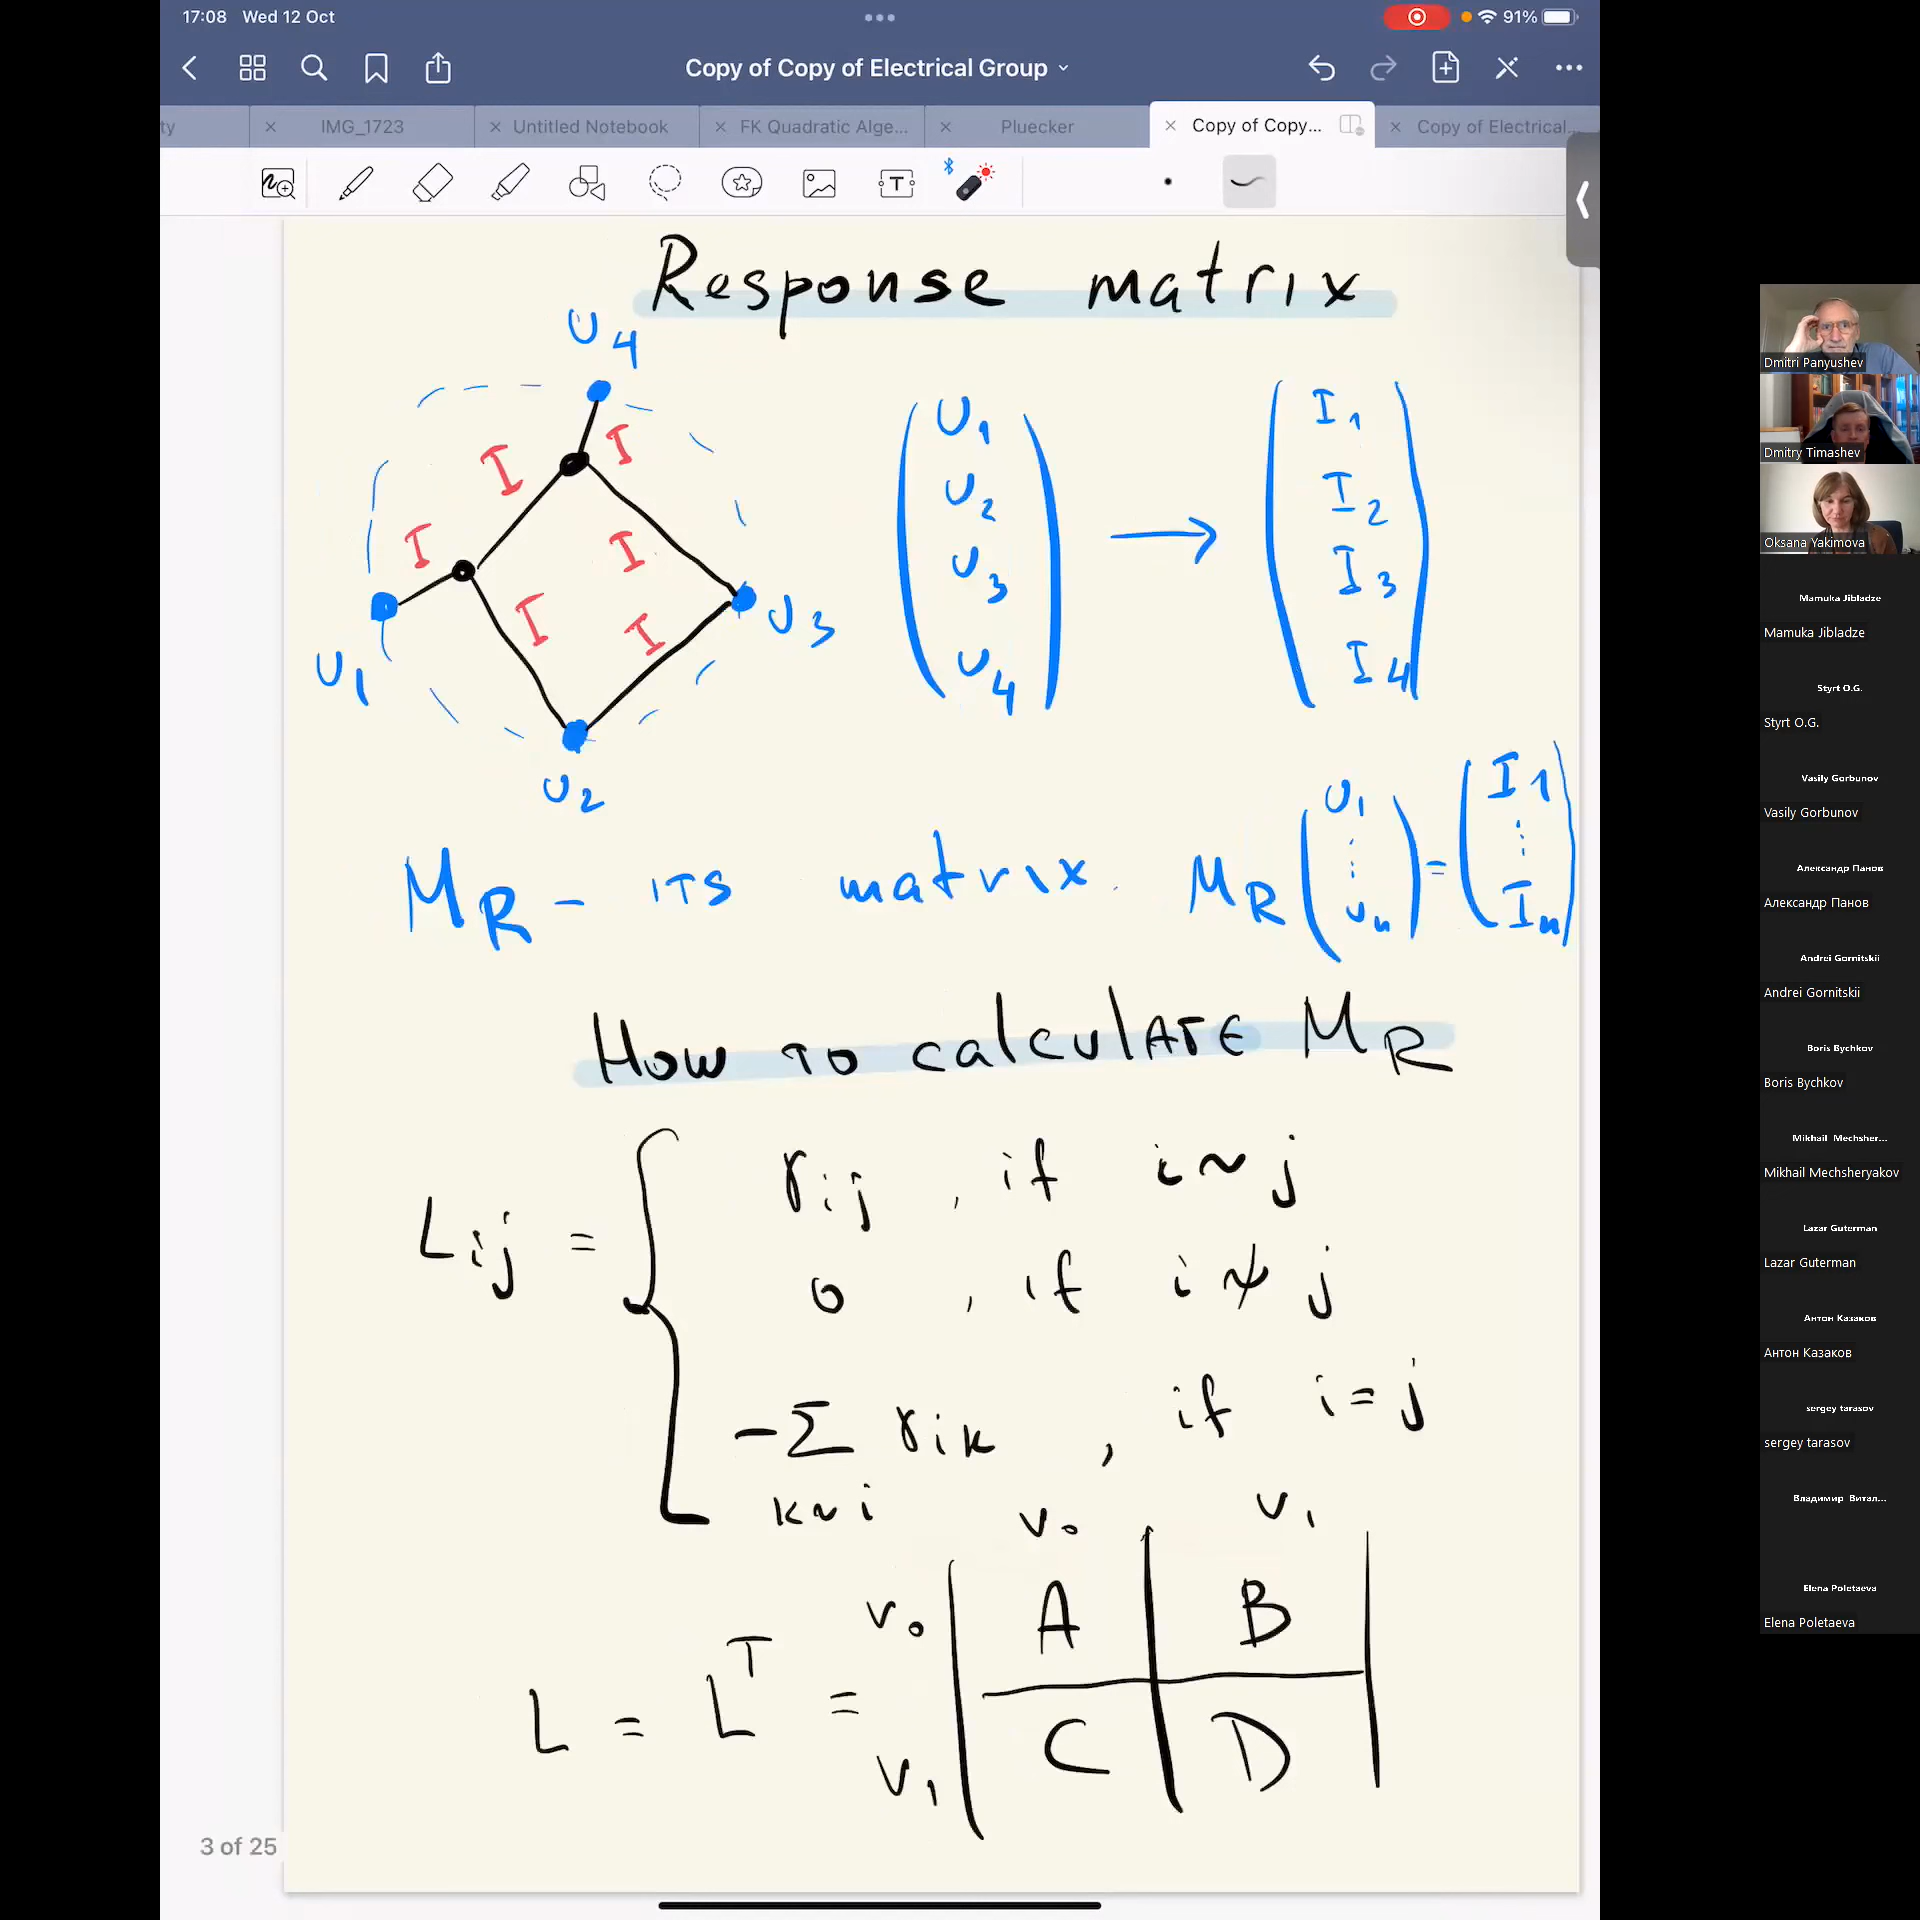 17:08 Wed 12 Oct
91%
Copy of Copy of Electrical Group
ty
IMG_1723
Untitled Notebook
FK Quadratic Alge...
Pluecker
Copy of Copy...
Copy of Electrical...
Response matrix
U4
I I
I I
I I
U1
U2
U3
U1 → I1
U2 I2
U3 I3
U4 I4
MR - its matrix. MR (U1 ⋮ Un) = (I1 ⋮ In)
How to calculate MR
Lij = { γij , if i ~ j
0 , if i ≁ j
-Σ γik , if i = j
k~i
V0 V1
V0 A B
L = L^T =
V1 C D
3 of 25
Dmitri Panyushev
Dmitry Timashev
Oksana Yakimova
Mamuka Jibladze
Mamuka Jibladze
Styrt O.G.
Styrt O.G.
Vasily Gorbunov
Vasily Gorbunov
Александр Панов
Александр Панов
Andrei Gornitskii
Andrei Gornitskii
Boris Bychkov
Boris Bychkov
Mikhail Mechsher...
Mikhail Mechsheryakov
Lazar Guterman
Lazar Guterman
Антон Казаков
Антон Казаков
sergey tarasov
sergey tarasov
Владимир Витал...
Elena Poletaeva
Elena Poletaeva